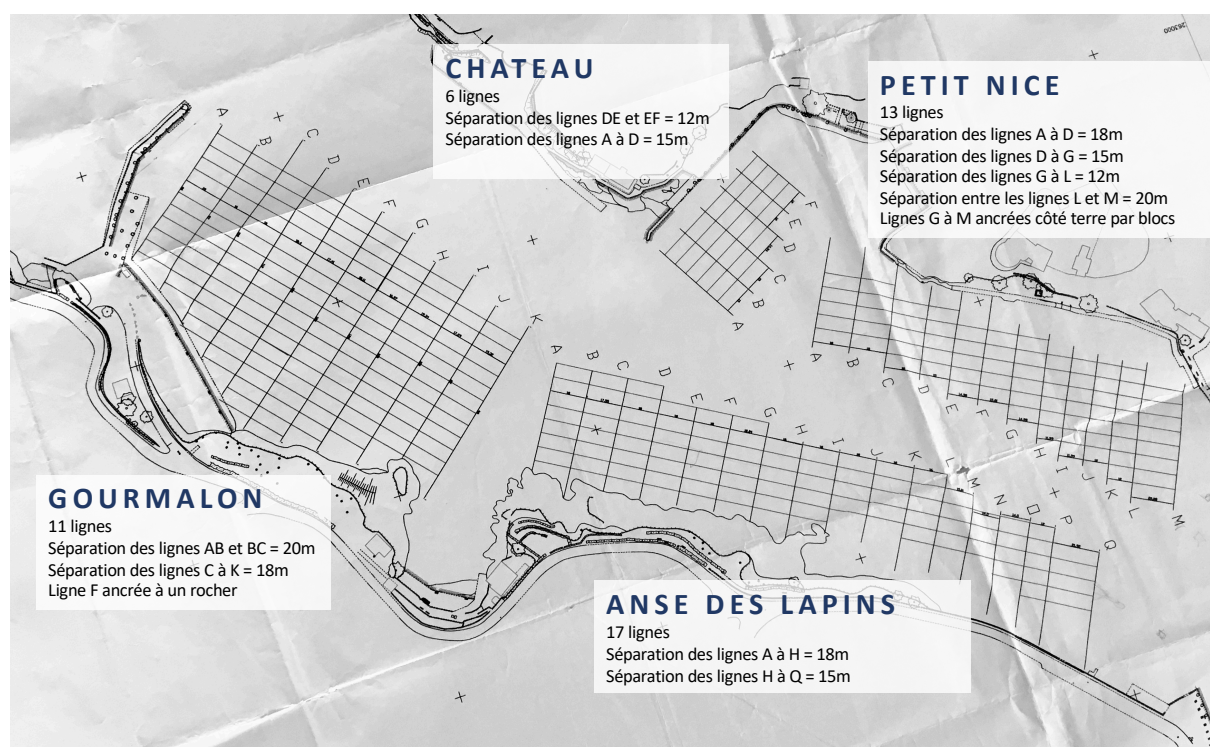 263000
CHATEAU
6 lignes
Séparation des lignes DE et EF = 12m
Séparation des lignes A à D = 15m
PETIT NICE
13 lignes
Séparation des lignes A à D = 18m
Séparation des lignes D à G = 15m
Séparation des lignes G à L = 12m
Séparation entre les lignes L et M = 20m
Lignes G à M ancrées côté terre par blocs
A B C D E F G H I J K
K
F E D C B A
A B C D E F G H I J K L M
A B C D E F G H I J K L M N O P Q
GOURMALON
11 lignes
Séparation des lignes AB et BC = 20m
Séparation des lignes C à K = 18m
Ligne F ancrée à un rocher
ANSE DES LAPINS
17 lignes
Séparation des lignes A à H = 18m
Séparation des lignes H à Q = 15m